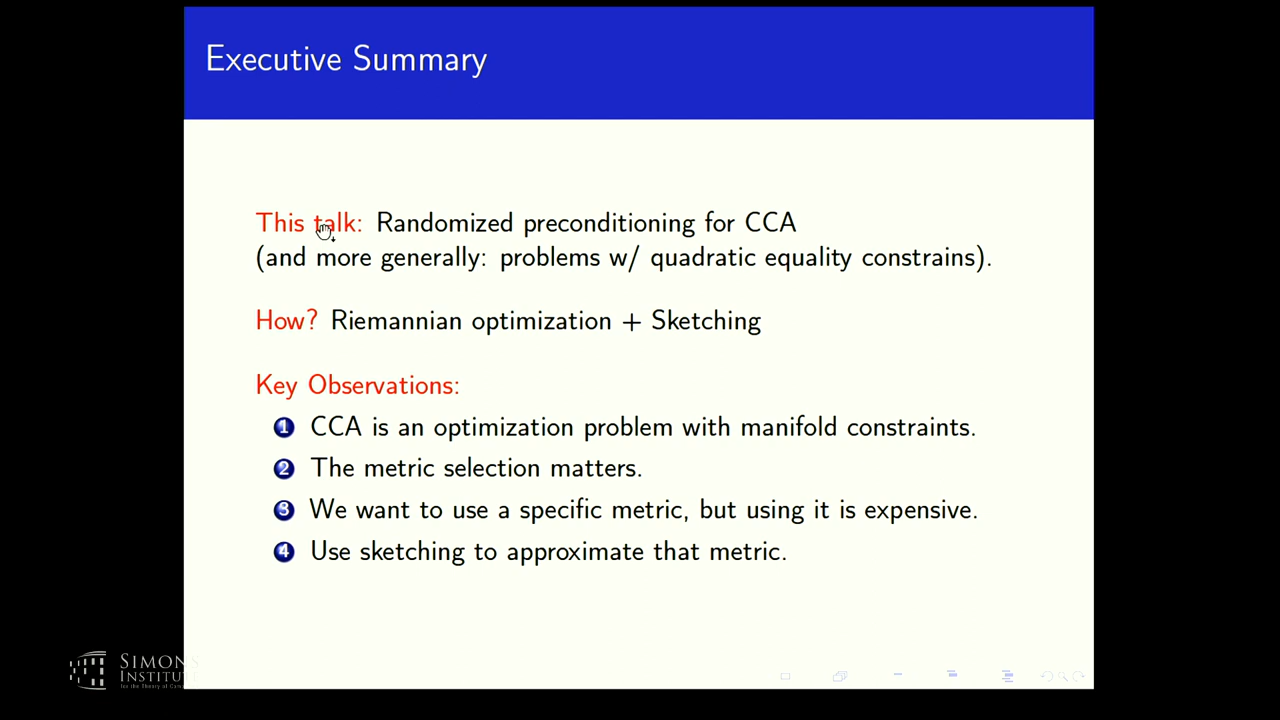 Executive Summary
This talk: Randomized preconditioning for CCA
(and more generally: problems w/ quadratic equality constrains).
How? Riemannian optimization + Sketching
Key Observations:
1 CCA is an optimization problem with manifold constraints.
2 The metric selection matters.
3 We want to use a specific metric, but using it is expensive.
4 Use sketching to approximate that metric.
SIMONS
INSTITUTE